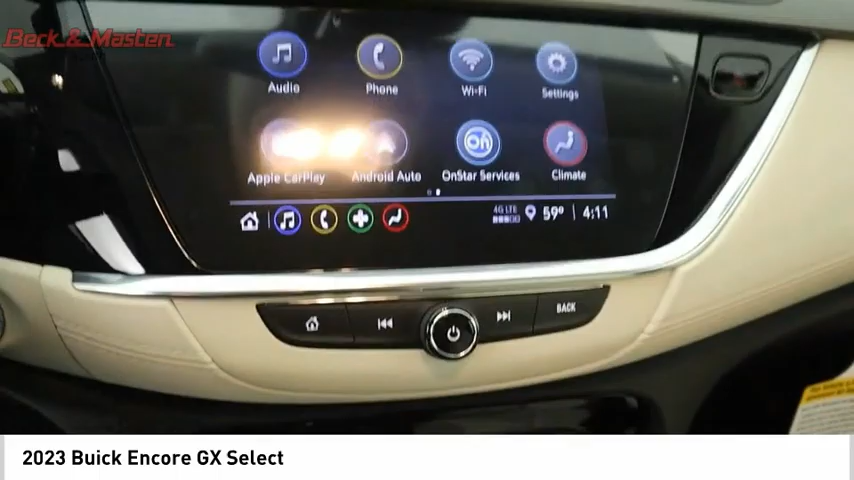 Beck & Masten
Audio Phone Wi-Fi Settings
Apple CarPlay Android Auto OnStar Services Climate
4G LTE 59° 4:11
BACK
2023 Buick Encore GX Select